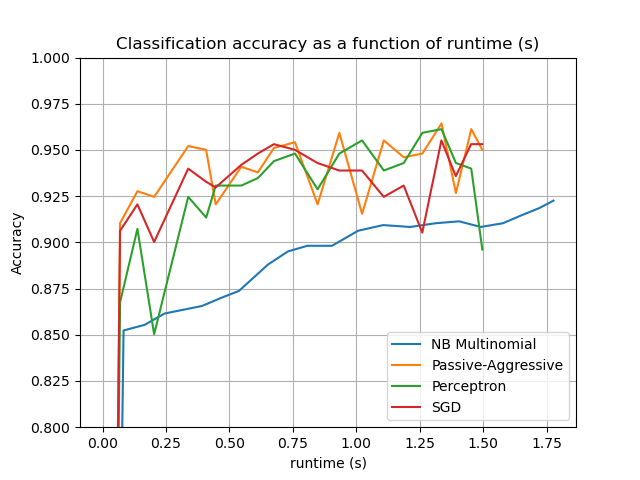 Classification accuracy as a function of runtime (s)
1.000
0.975
0.950
0.925
0.900
0.875
0.850
0.825
0.800
Accuracy
NB Multinomial
Passive-Aggressive
Perceptron
SGD
0.00 0.25 0.50 0.75 1.00 1.25 1.50 1.75
runtime (s)